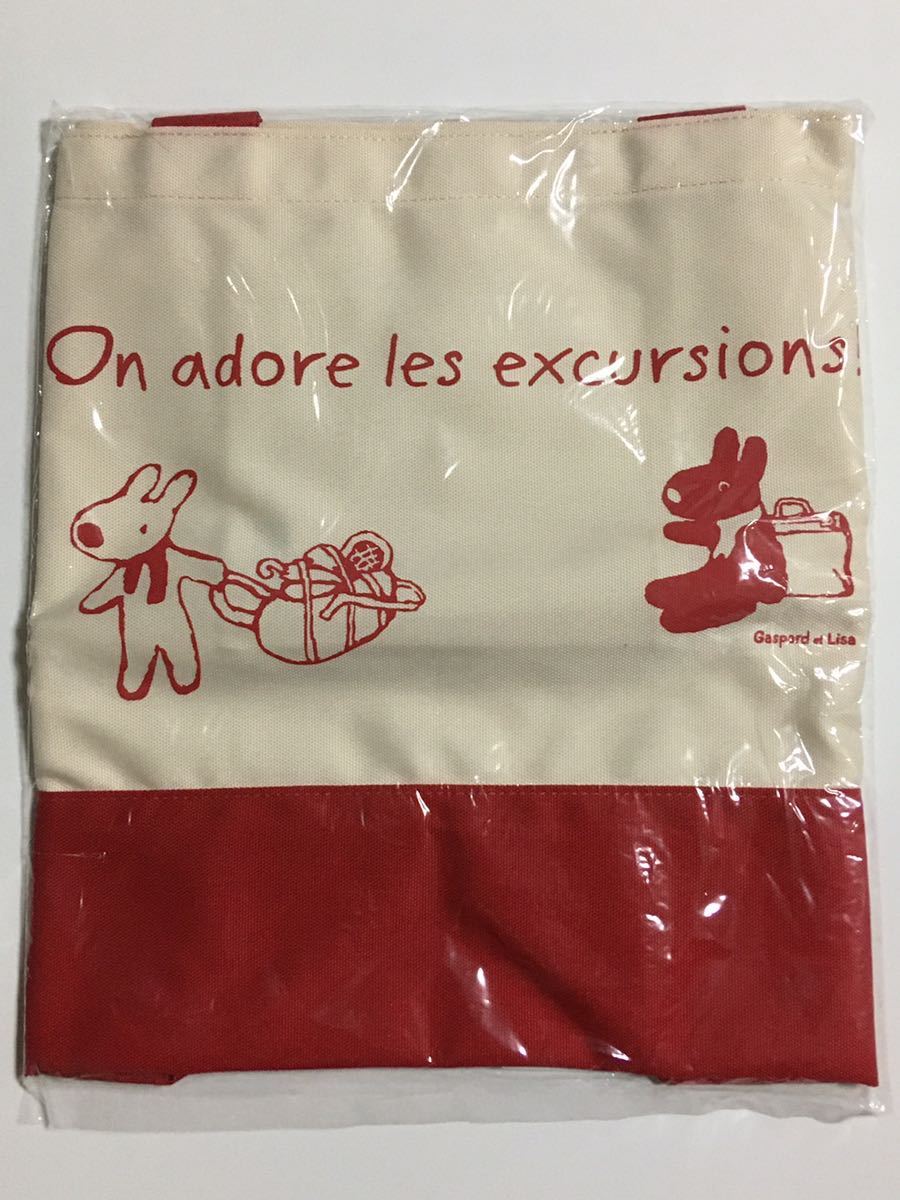 On adore les excursions!
Gaspard et Lisa